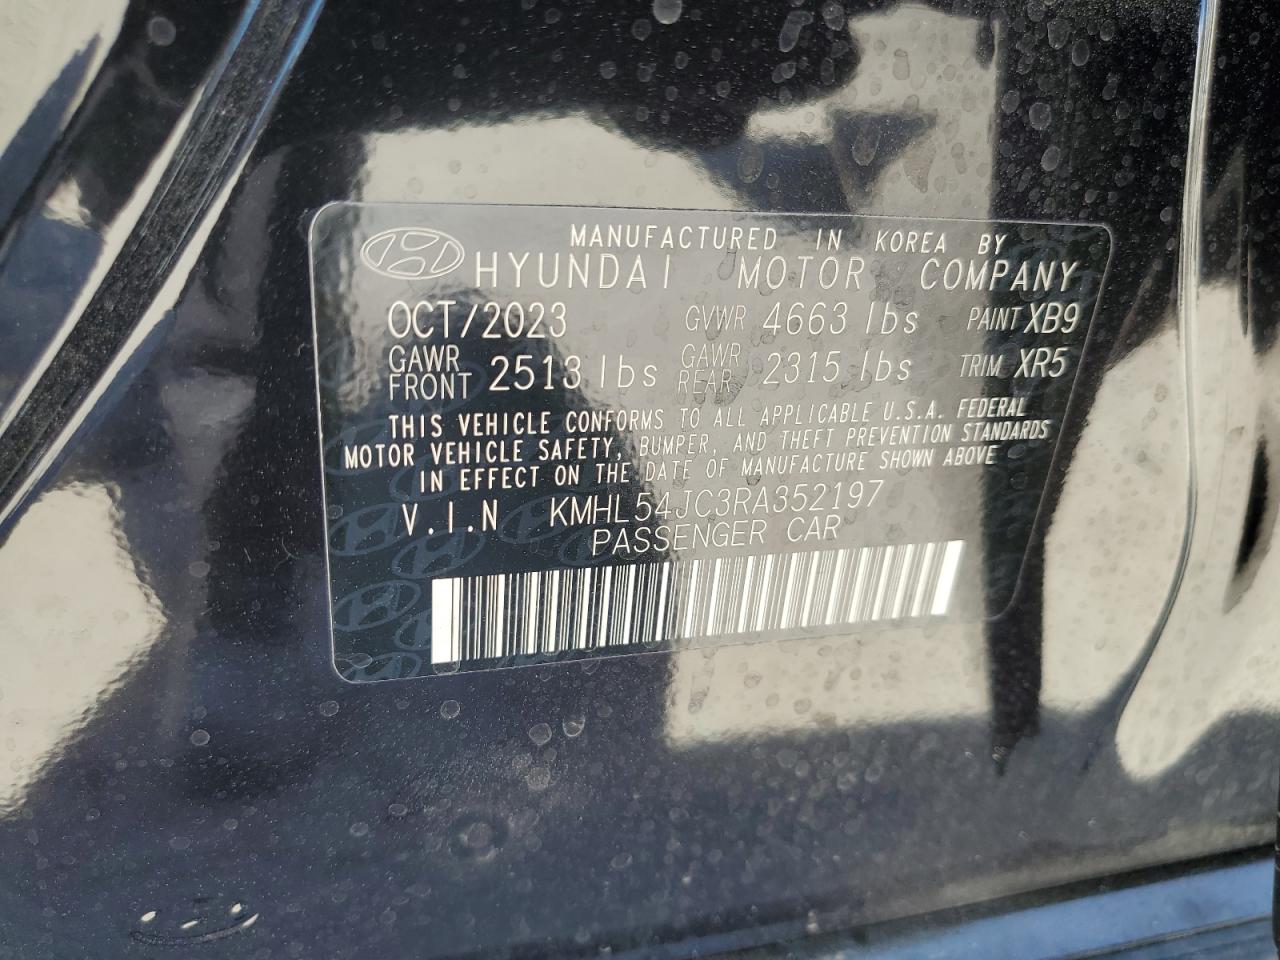 MANUFACTURED IN KOREA BY
HYUNDAI MOTOR COMPANY
OCT/2023 GVWR 4663 lbs PAINT XB9
GAWR FRONT 2513 lbs GAWR REAR 2315 lbs TRIM XR5
THIS VEHICLE CONFORMS TO ALL APPLICABLE U.S.A. FEDERAL
MOTOR VEHICLE SAFETY, BUMPER, AND THEFT PREVENTION STANDARDS
IN EFFECT ON THE DATE OF MANUFACTURE SHOWN ABOVE
V.I.N KMHL54JC3RA352197
PASSENGER CAR